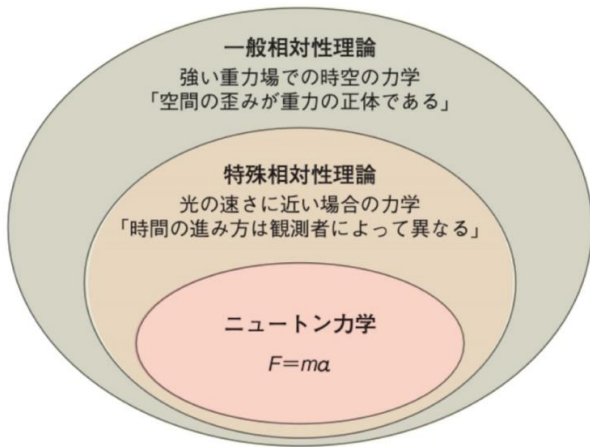 一般相対性理論
強い重力場での時空の力学
「空間の歪みが重力の正体である」
特殊相対性理論
光の速さに近い場合の力学
「時間の進み方は観測者によって異なる」
ニュートン力学
F=ma